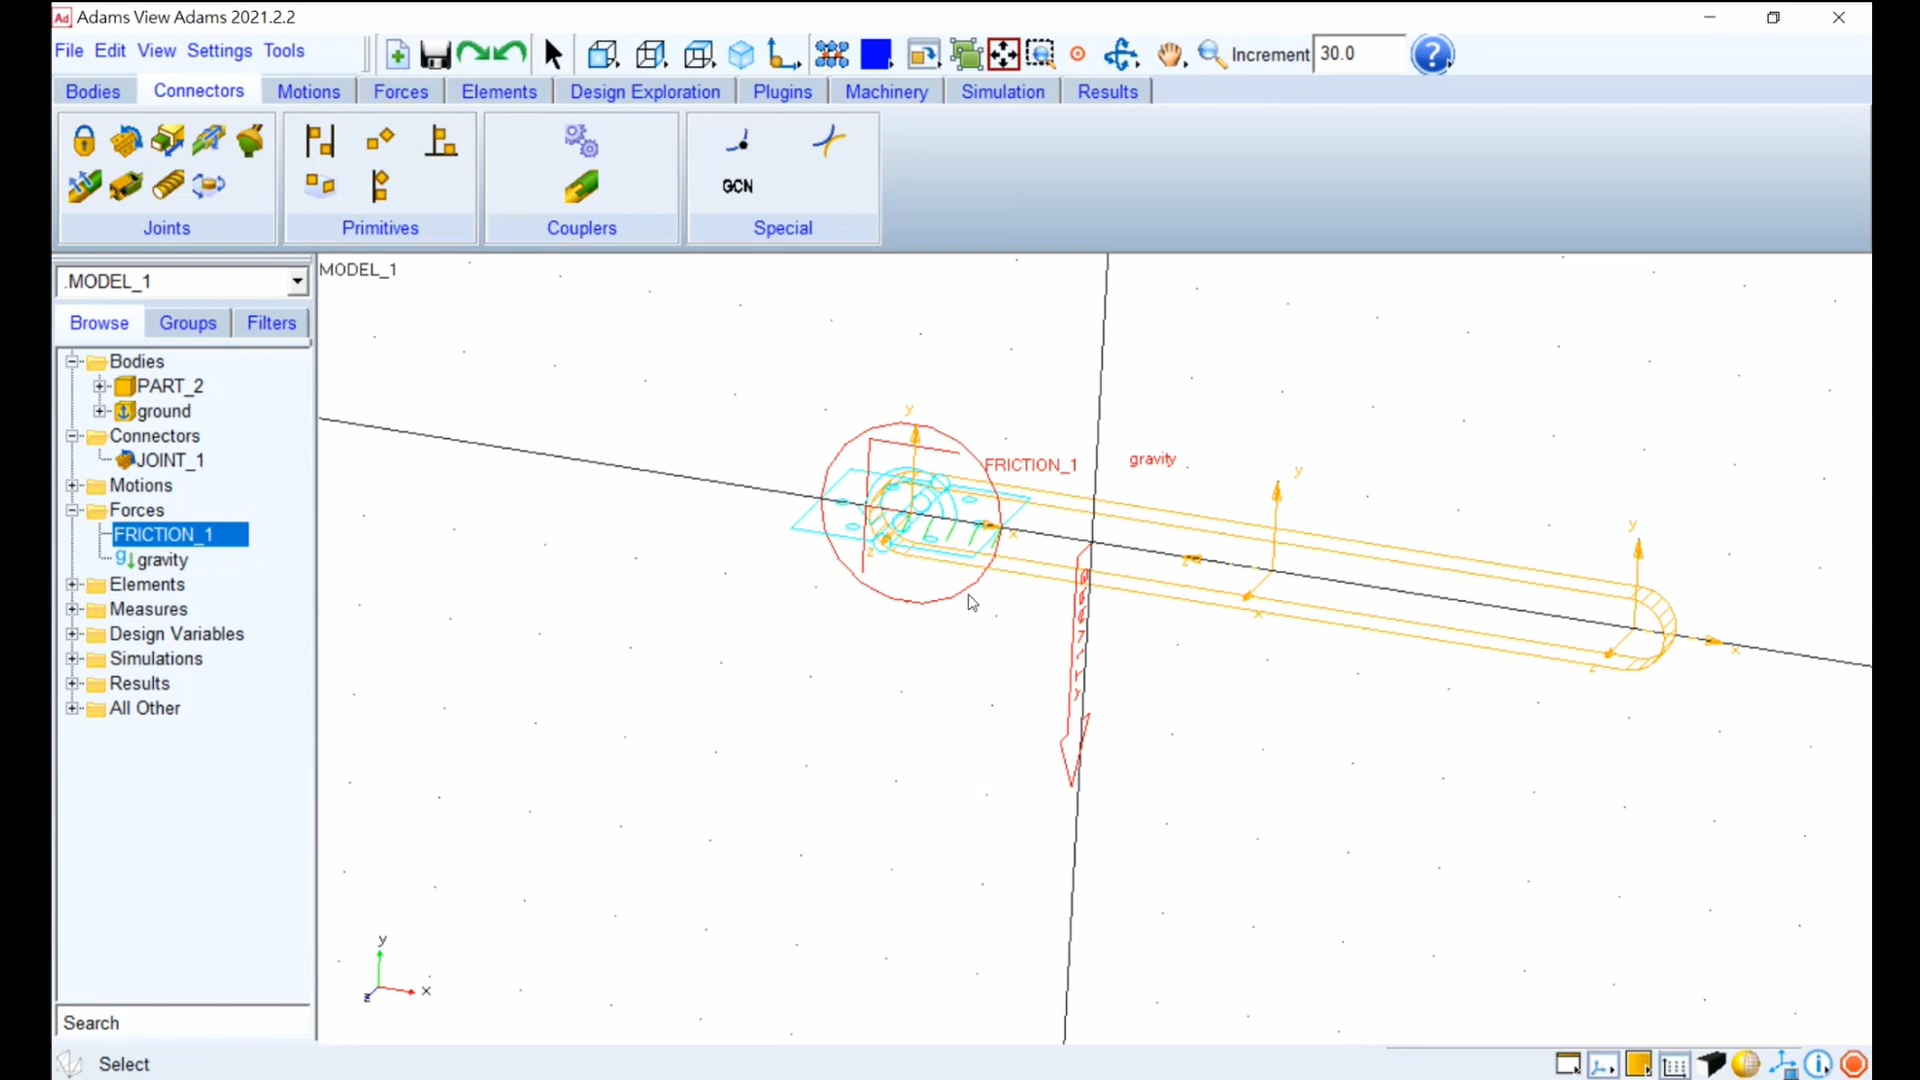 Adams View Adams 2021.2.2
File Edit View Settings Tools
Increment 30.0
Bodies Connectors Motions Forces Elements Design Exploration Plugins Machinery Simulation Results
GCN
Joints Primitives Couplers Special
.MODEL_1
MODEL_1
Browse Groups Filters
Bodies
PART_2
ground
Connectors
JOINT_1
Motions
Forces
FRICTION_1
gravity
Elements
Measures
Design Variables
Simulations
Results
All Other
y
FRICTION_1
gravity
x
z
y
z
x
y
x
z
y
x
z
Search
Select